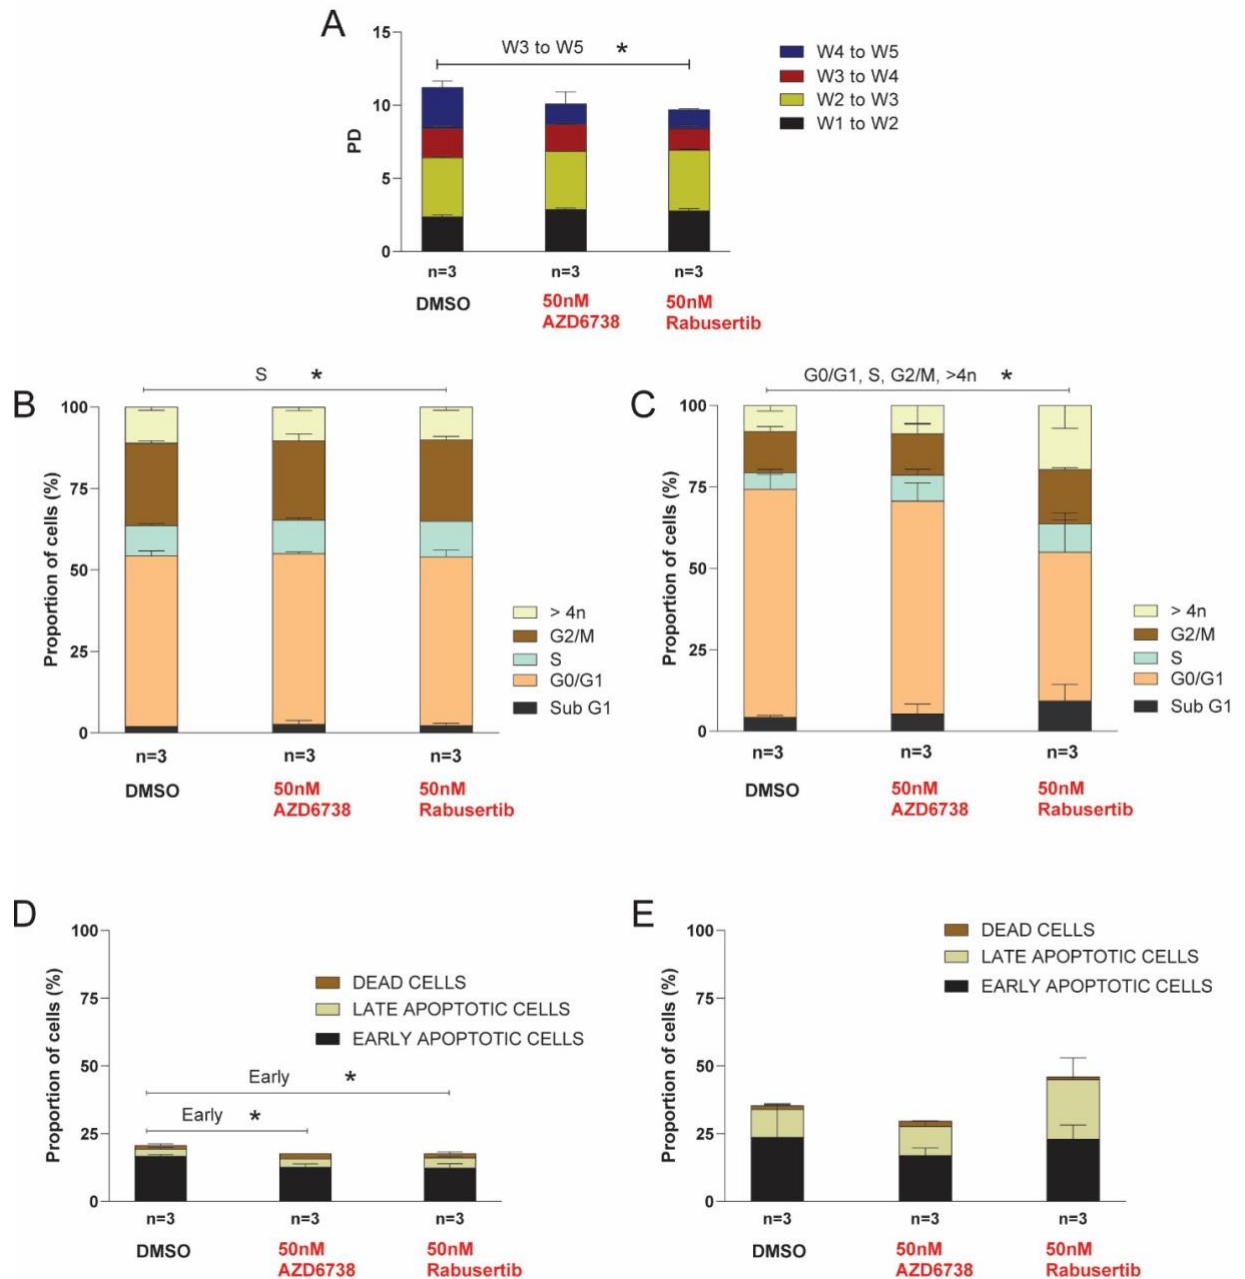 A
15
10
5
0
PD
W3 to W5 *
W4 to W5
W3 to W4
W2 to W3
W1 to W2
n=3
n=3
n=3
DMSO
50nM
AZD6738
50nM
Rabusertib
B
S *
100
75
50
25
0
Proportion of cells (%)
> 4n
G2/M
S
G0/G1
Sub G1
n=3
n=3
n=3
DMSO
50nM
AZD6738
50nM
Rabusertib
C
G0/G1, S, G2/M, >4n *
100
75
50
25
0
Proportion of cells (%)
> 4n
G2/M
S
G0/G1
Sub G1
n=3
n=3
n=3
DMSO
50nM
AZD6738
50nM
Rabusertib
D
100
75
50
25
0
Proportion of cells (%)
DEAD CELLS
LATE APOPTOTIC CELLS
EARLY APOPTOTIC CELLS
Early *
Early *
n=3
n=3
n=3
DMSO
50nM
AZD6738
50nM
Rabusertib
E
100
75
50
25
0
Proportion of cells (%)
DEAD CELLS
LATE APOPTOTIC CELLS
EARLY APOPTOTIC CELLS
n=3
n=3
n=3
DMSO
50nM
AZD6738
50nM
Rabusertib